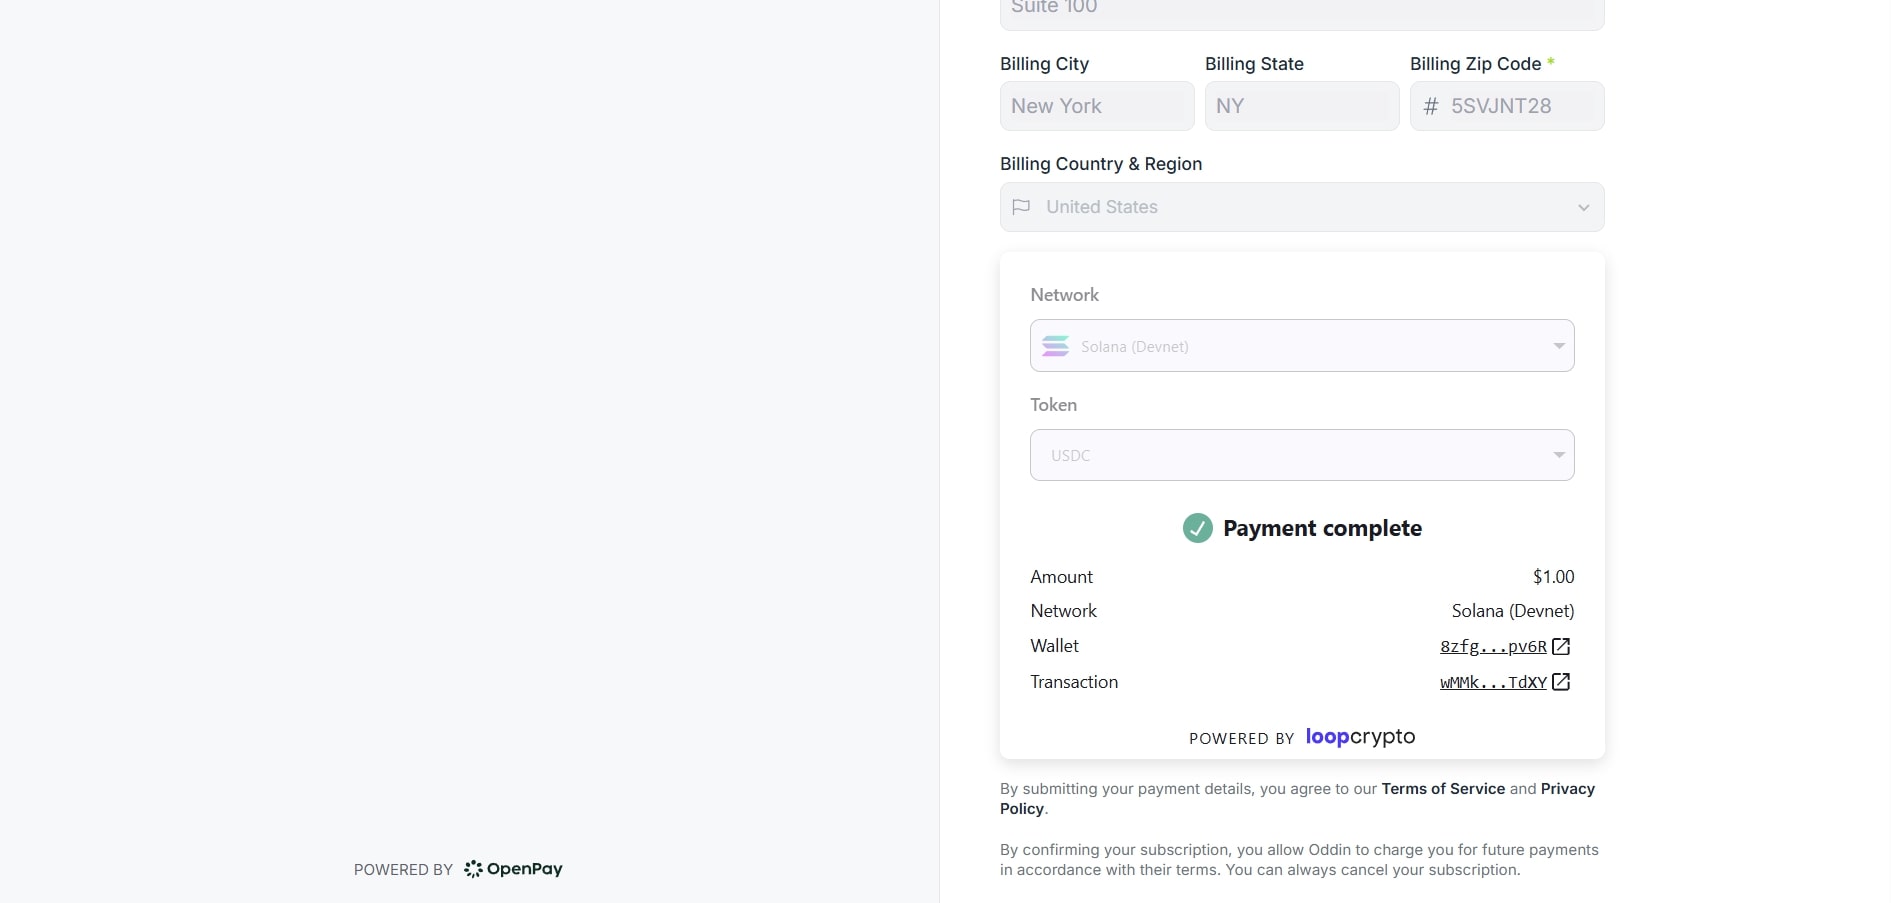 Suite 100
Billing City
Billing State
Billing Zip Code *
New York
NY
# 5SVJNT28
Billing Country & Region
United States
Network
Solana (Devnet)
Token
USDC
Payment complete
Amount $1.00
Network Solana (Devnet)
Wallet 8zfg...pv6R
Transaction wMMk...TdXY
POWERED BY loopcrypto
By submitting your payment details, you agree to our Terms of Service and Privacy
Policy.
By confirming your subscription, you allow Oddin to charge you for future payments
in accordance with their terms. You can always cancel your subscription.
POWERED BY OpenPay